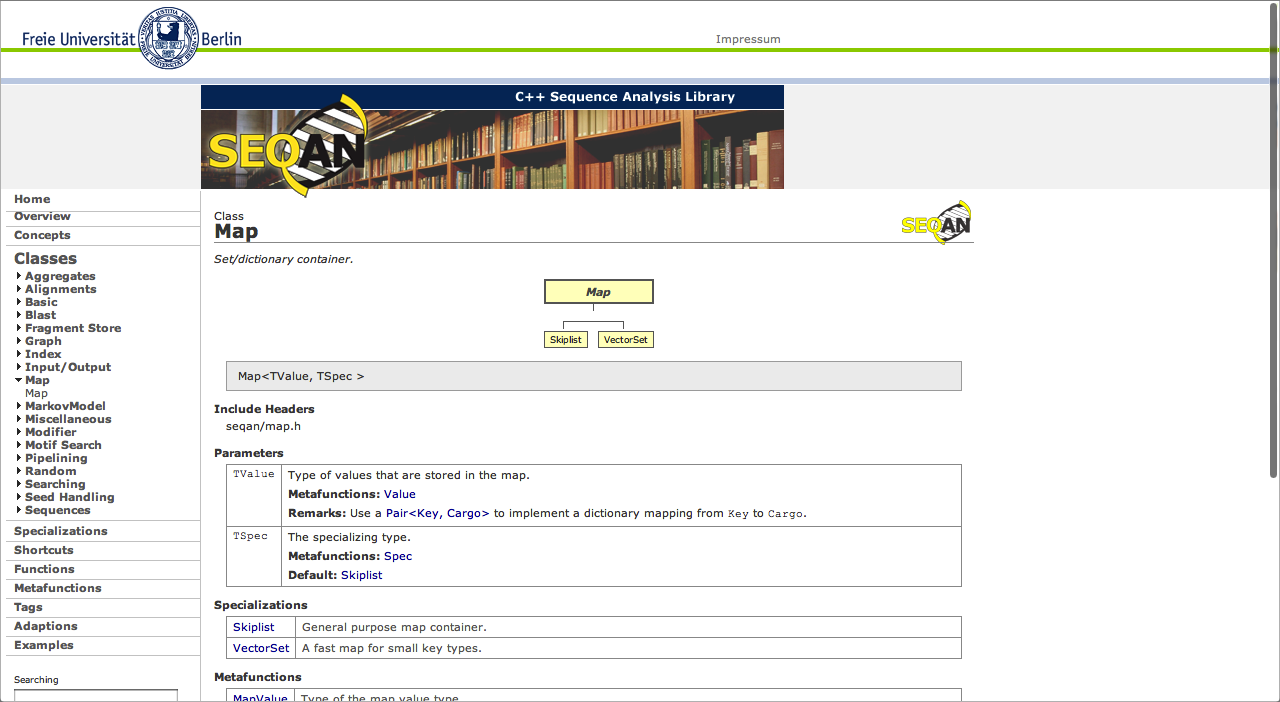 Freie Universität Berlin
Impressum
C++ Sequence Analysis Library
SEQAN
Home
Overview
Concepts
Classes
Aggregates
Alignments
Basic
Blast
Fragment Store
Graph
Index
Input/Output
Map
Map
MarkovModel
Miscellaneous
Modifier
Motif Search
Pipelining
Random
Searching
Seed Handling
Sequences
Specializations
Shortcuts
Functions
Metafunctions
Tags
Adaptions
Examples
Searching
Class
Map
SEQAN
Set/dictionary container.
Map
Skiplist VectorSet
Map<TValue, TSpec >
Include Headers
seqan/map.h
Parameters
TValue Type of values that are stored in the map.
Metafunctions: Value
Remarks: Use a Pair<Key, Cargo> to implement a dictionary mapping from Key to Cargo.
TSpec The specializing type.
Metafunctions: Spec
Default: Skiplist
Specializations
Skiplist General purpose map container.
VectorSet A fast map for small key types.
Metafunctions
MapValue Type of the map value type.